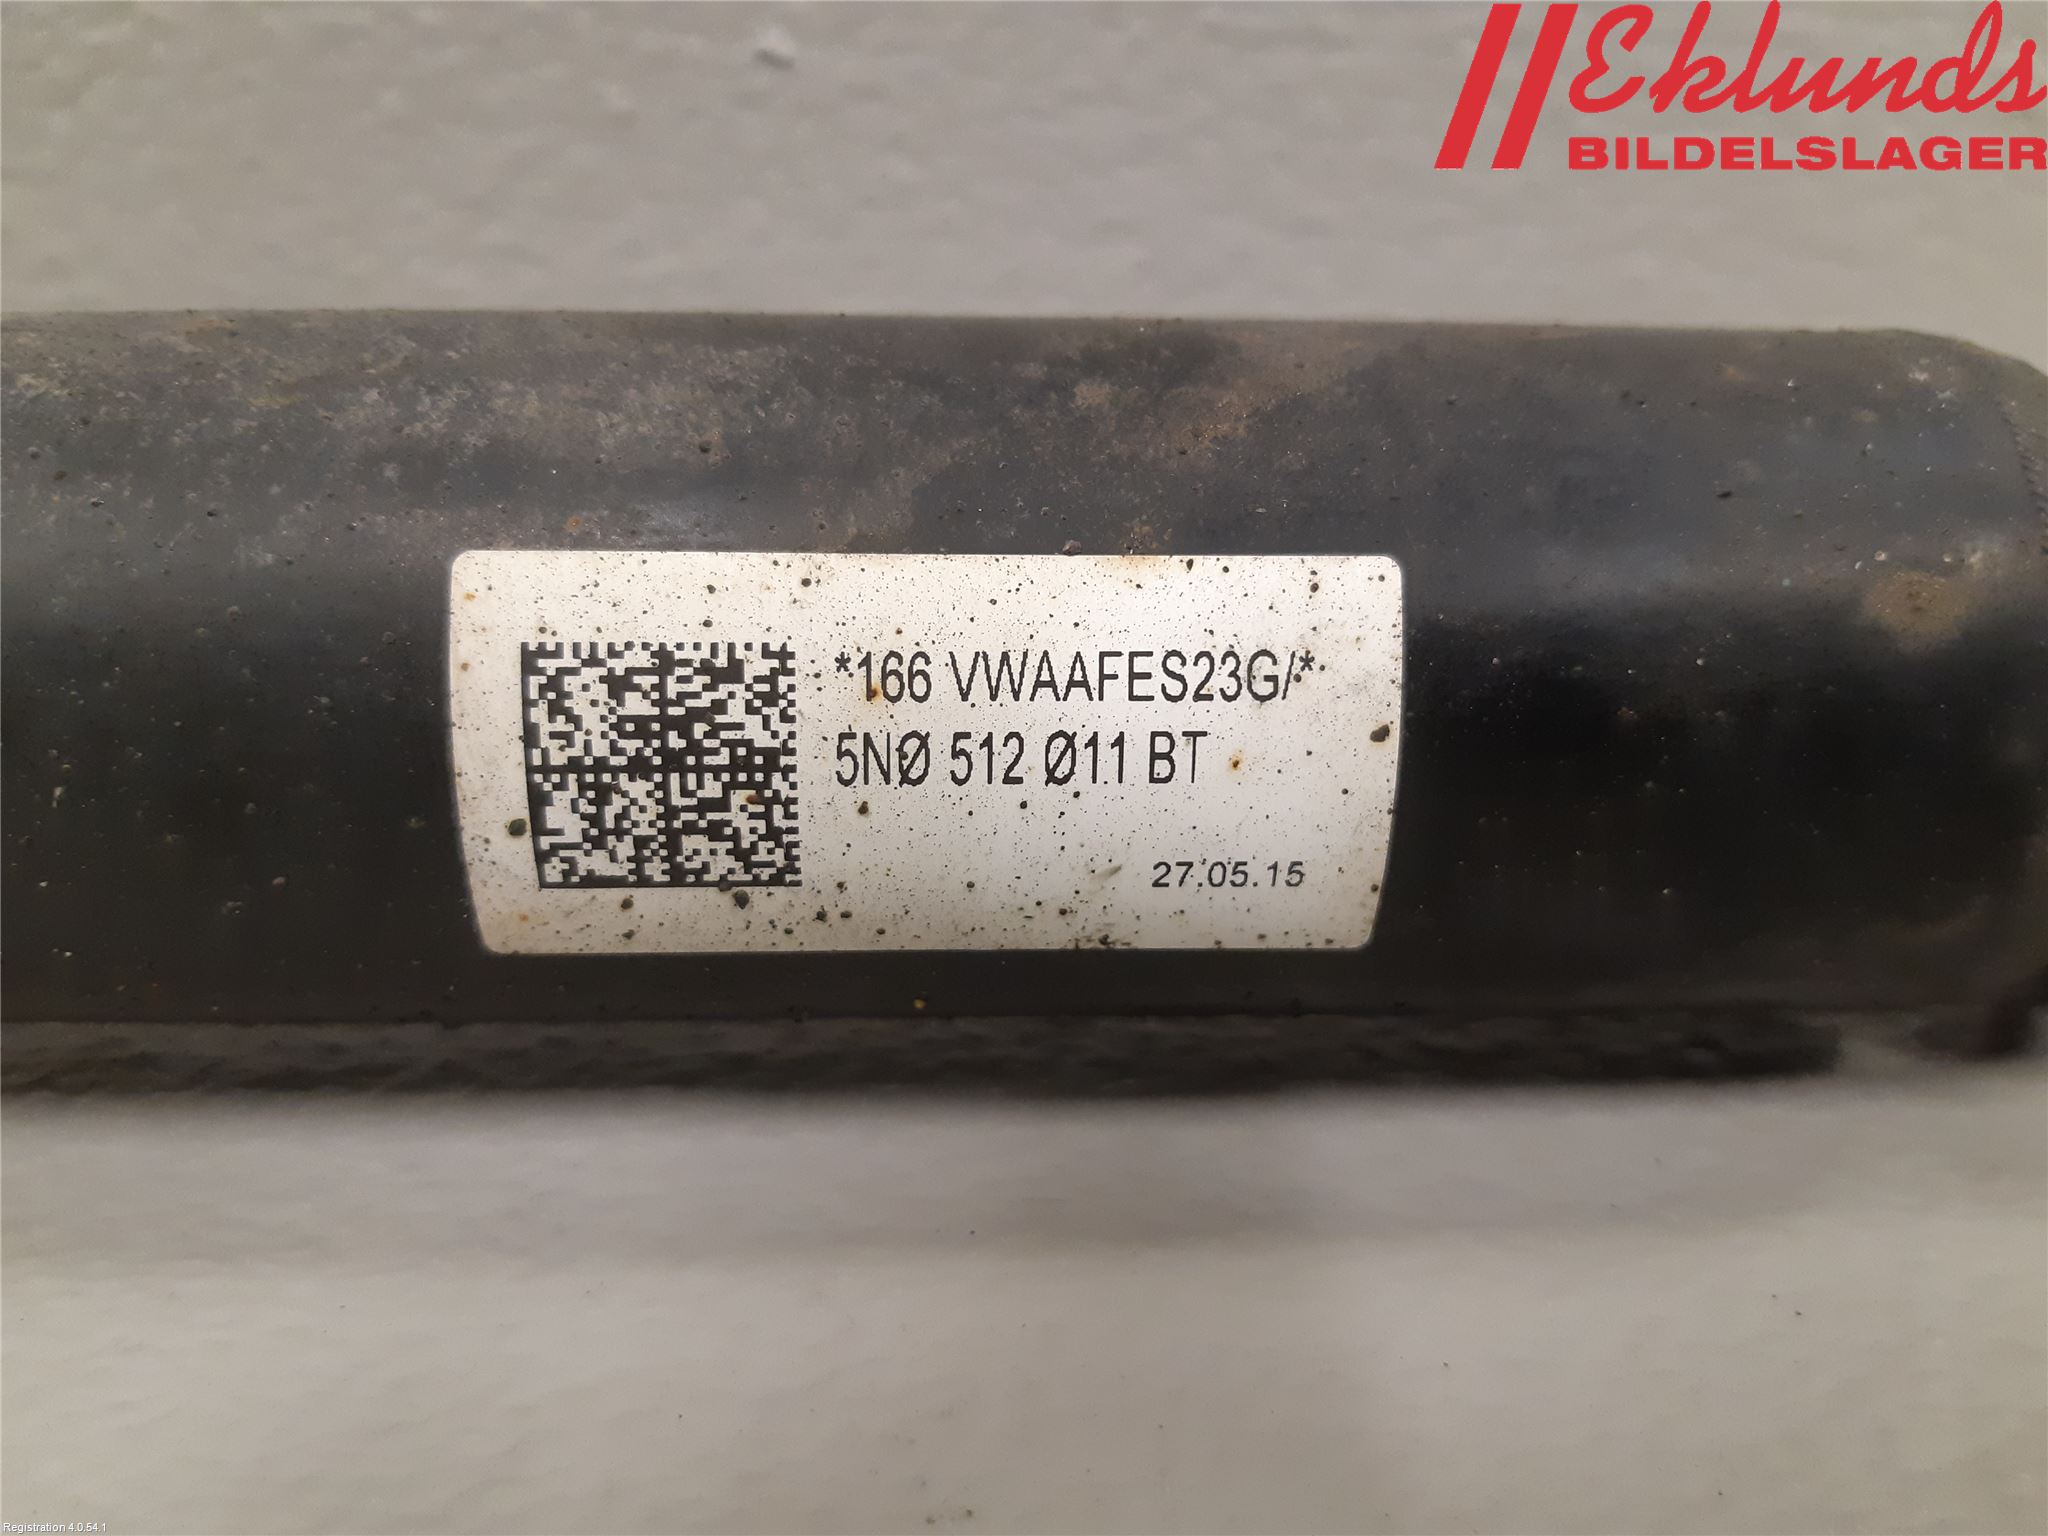 Eklunds
BILDELSLAGER
*166 VWAAFES23G/*
5NØ 512 Ø11 BT
27.05.15
Registration 4.0.54.1